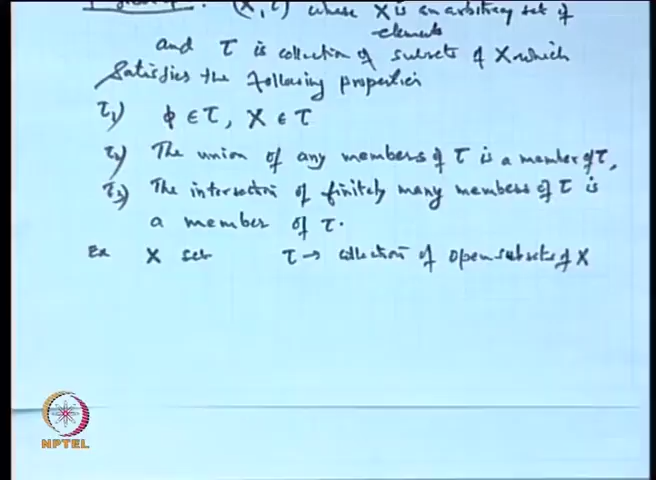 (X, τ) where X is an arbitrary set of
elements
and τ is collection of subsets of X which
satisfies the following properties
τ₁) ϕ ∈ τ, X ∈ τ
τ₂) The union of any members of τ is a member of τ,
τ₃) The intersection of finitely many members of τ is
a member of τ.
Ex X set τ → collection of open subsets of X
NPTEL